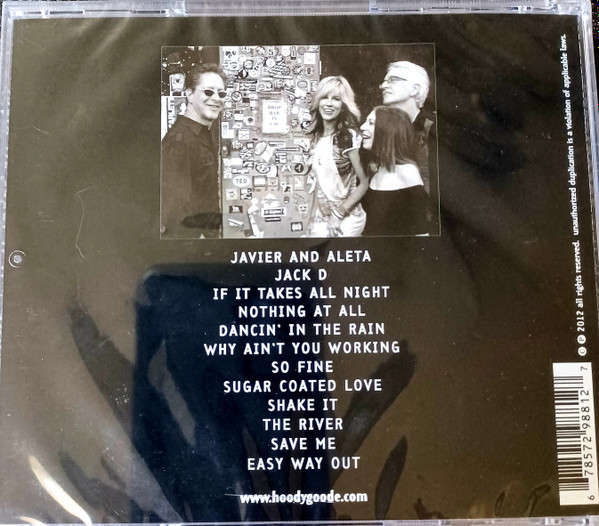 JAVIER AND ALETA
JACK D
IF IT TAKES ALL NIGHT
NOTHING AT ALL
DANCIN' IN THE RAIN
WHY AIN'T YOU WORKING
SO FINE
SUGAR COATED LOVE
SHAKE IT
THE RIVER
SAVE ME
EASY WAY OUT
www.hoodygoode.com
© ℗ 2012 all rights reserved. unauthorized duplication is a violation of applicable laws.
6 78572 98812 7